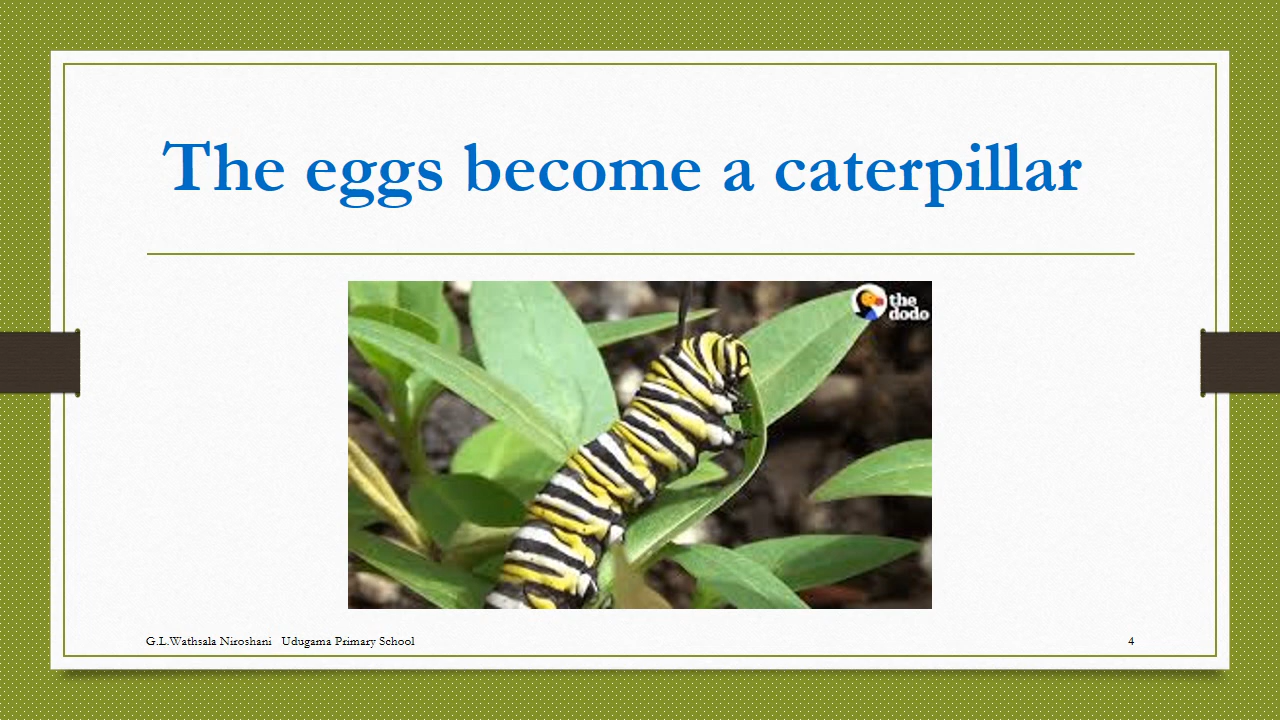 The eggs become a caterpillar
the
dodo
G.L.Wathsala Niroshani Udugama Primary School
4